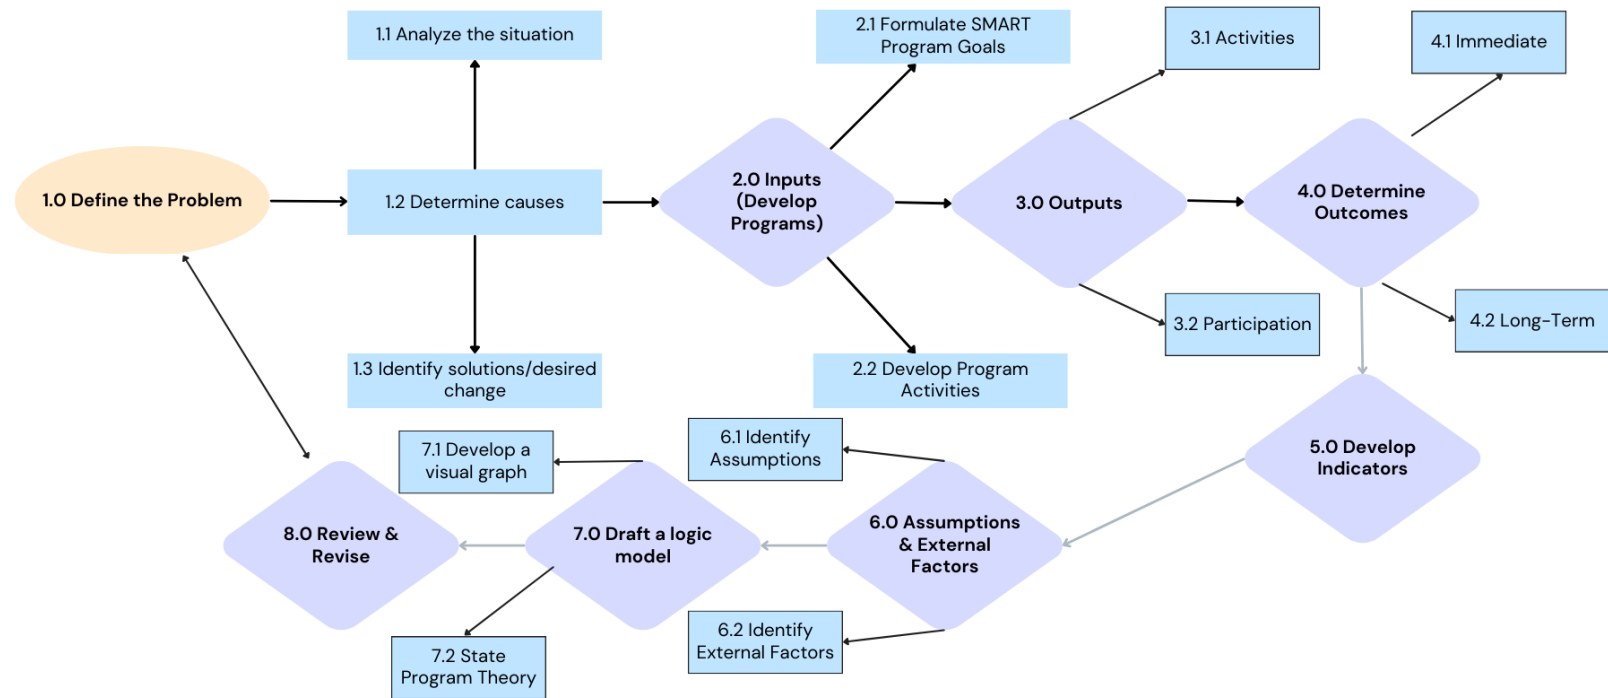 1.1 Analyze the situation
2.1 Formulate SMART
Program Goals
3.1 Activities
4.1 Immediate
1.0 Define the Problem
1.2 Determine causes
2.0 Inputs
(Develop
Programs)
3.0 Outputs
4.0 Determine
Outcomes
1.3 Identify solutions/desired
change
2.2 Develop Program
Activities
3.2 Participation
4.2 Long-Term
5.0 Develop
Indicators
6.1 Identify
Assumptions
6.0 Assumptions
& External
Factors
6.2 Identify
External Factors
7.1 Develop a
visual graph
7.0 Draft a logic
model
7.2 State
Program Theory
8.0 Review &
Revise